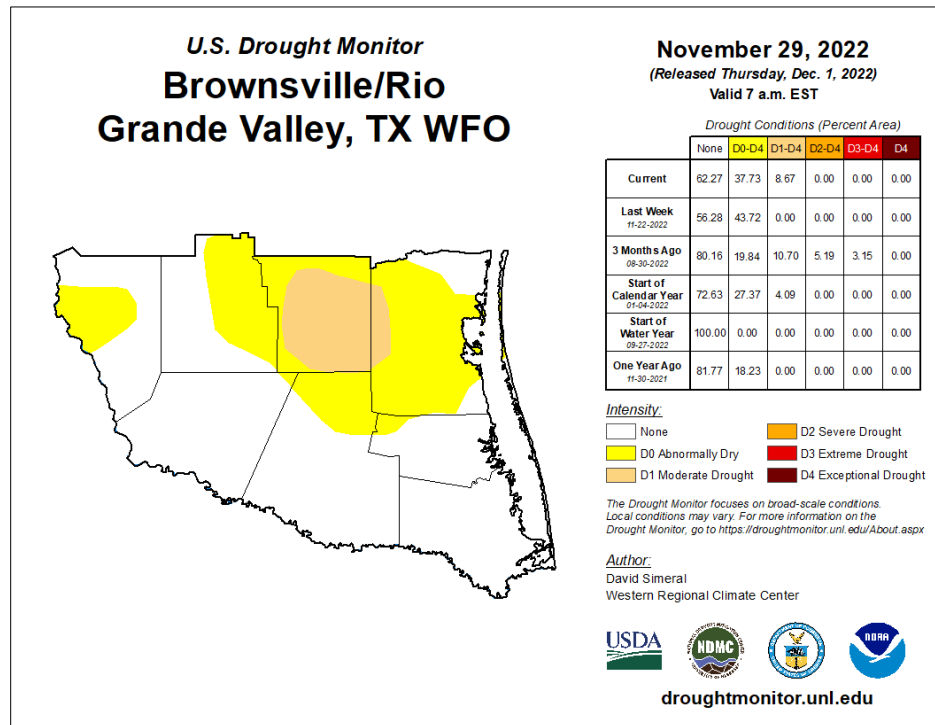 U.S. Drought Monitor
Brownsville/Rio
Grande Valley, TX WFO
November 29, 2022
(Released Thursday, Dec. 1, 2022)
Valid 7 a.m. EST
Drought Conditions (Percent Area)
None D0-D4 D1-D4 D2-D4 D3-D4 D4
Current 62.27 37.73 8.67 0.00 0.00 0.00
Last Week
11-22-2022
56.28 43.72 0.00 0.00 0.00 0.00
3 Months Ago
08-30-2022
80.16 19.84 10.70 5.19 3.15 0.00
Start of
Calendar Year
01-04-2022
72.63 27.37 4.09 0.00 0.00 0.00
Start of
Water Year
09-27-2022
100.00 0.00 0.00 0.00 0.00 0.00
One Year Ago
11-30-2021
81.77 18.23 0.00 0.00 0.00 0.00
Intensity:
None
D0 Abnormally Dry
D1 Moderate Drought
D2 Severe Drought
D3 Extreme Drought
D4 Exceptional Drought
The Drought Monitor focuses on broad-scale conditions.
Local conditions may vary. For more information on the
Drought Monitor, go to https://droughtmonitor.unl.edu/About.aspx
Author:
David Simeral
Western Regional Climate Center
USDA
NDMC
NOAA
droughtmonitor.unl.edu